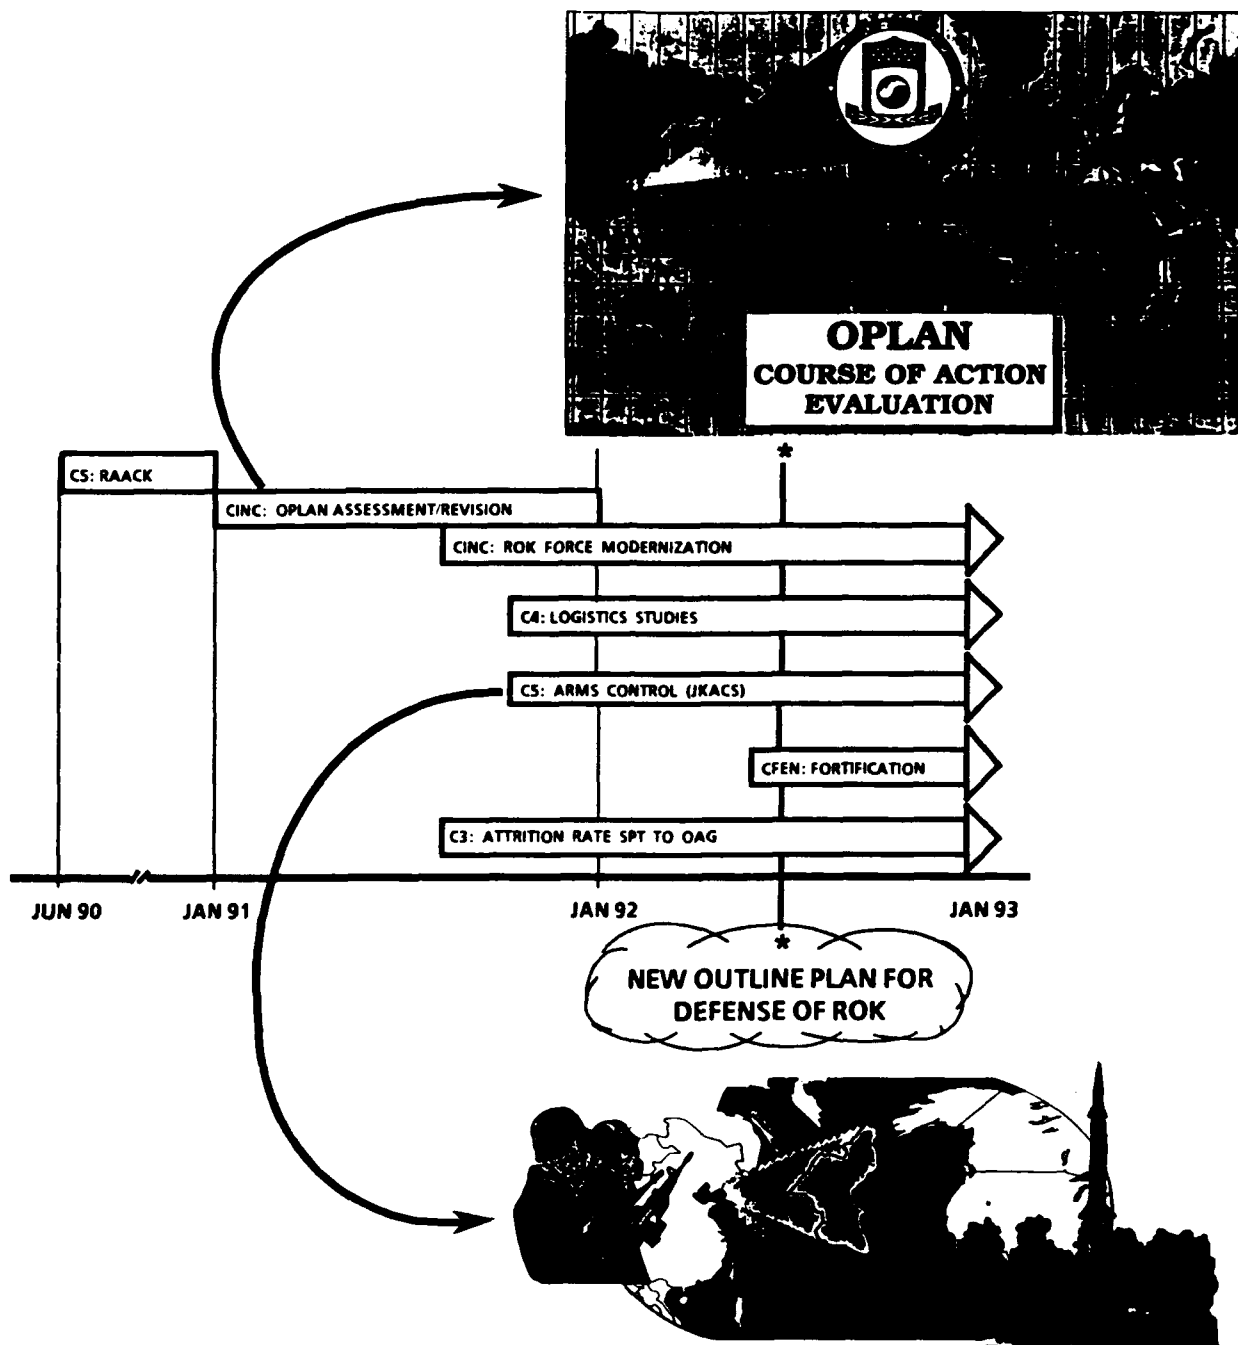 OPLAN
COURSE OF ACTION
EVALUATION
*
C5: RAACK
CINC: OPLAN ASSESSMENT/REVISION
CINC: ROK FORCE MODERNIZATION
C4: LOGISTICS STUDIES
C5: ARMS CONTROL (JKACS)
CFEN: FORTIFICATION
C3: ATTRITION RATE SPT TO OAG
JUN 90
JAN 91
JAN 92
JAN 93
*
NEW OUTLINE PLAN FOR
DEFENSE OF ROK